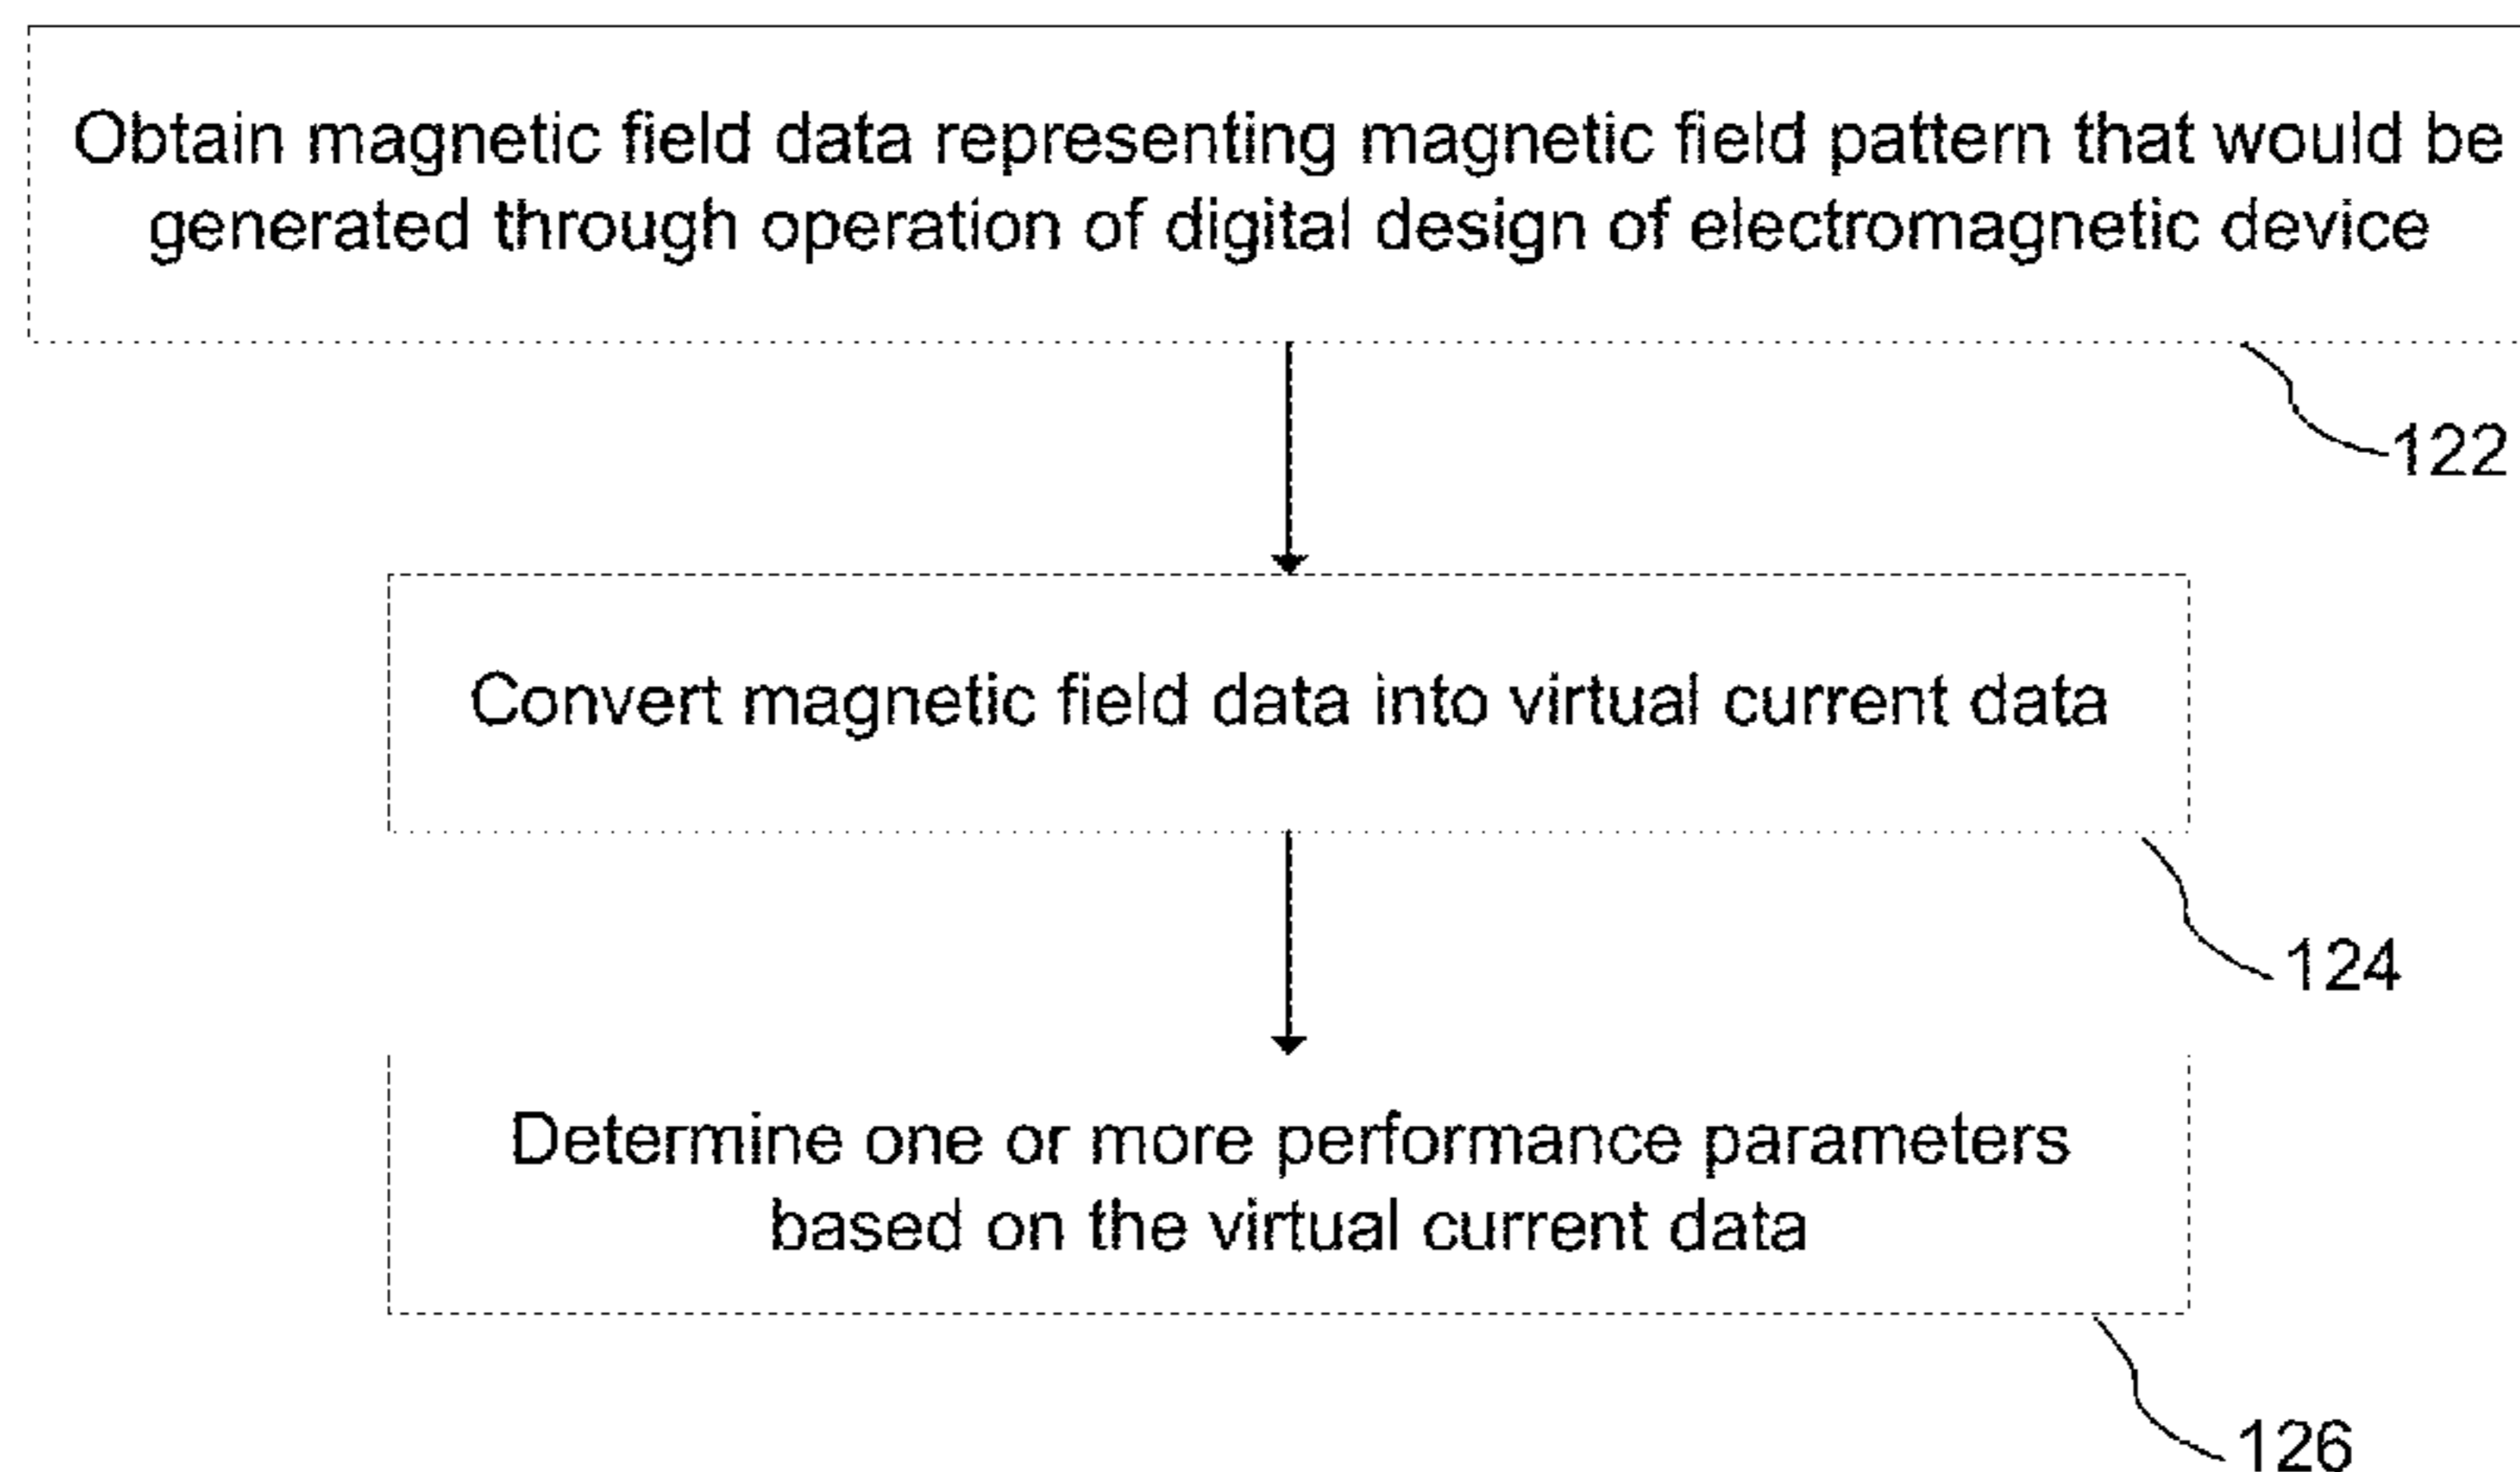 Obtain magnetic field data representing magnetic field pattern that would be
generated through operation of digital design of electromagnetic device
122
Convert magnetic field data into virtual current data
124
Determine one or more performance parameters
based on the virtual current data
126